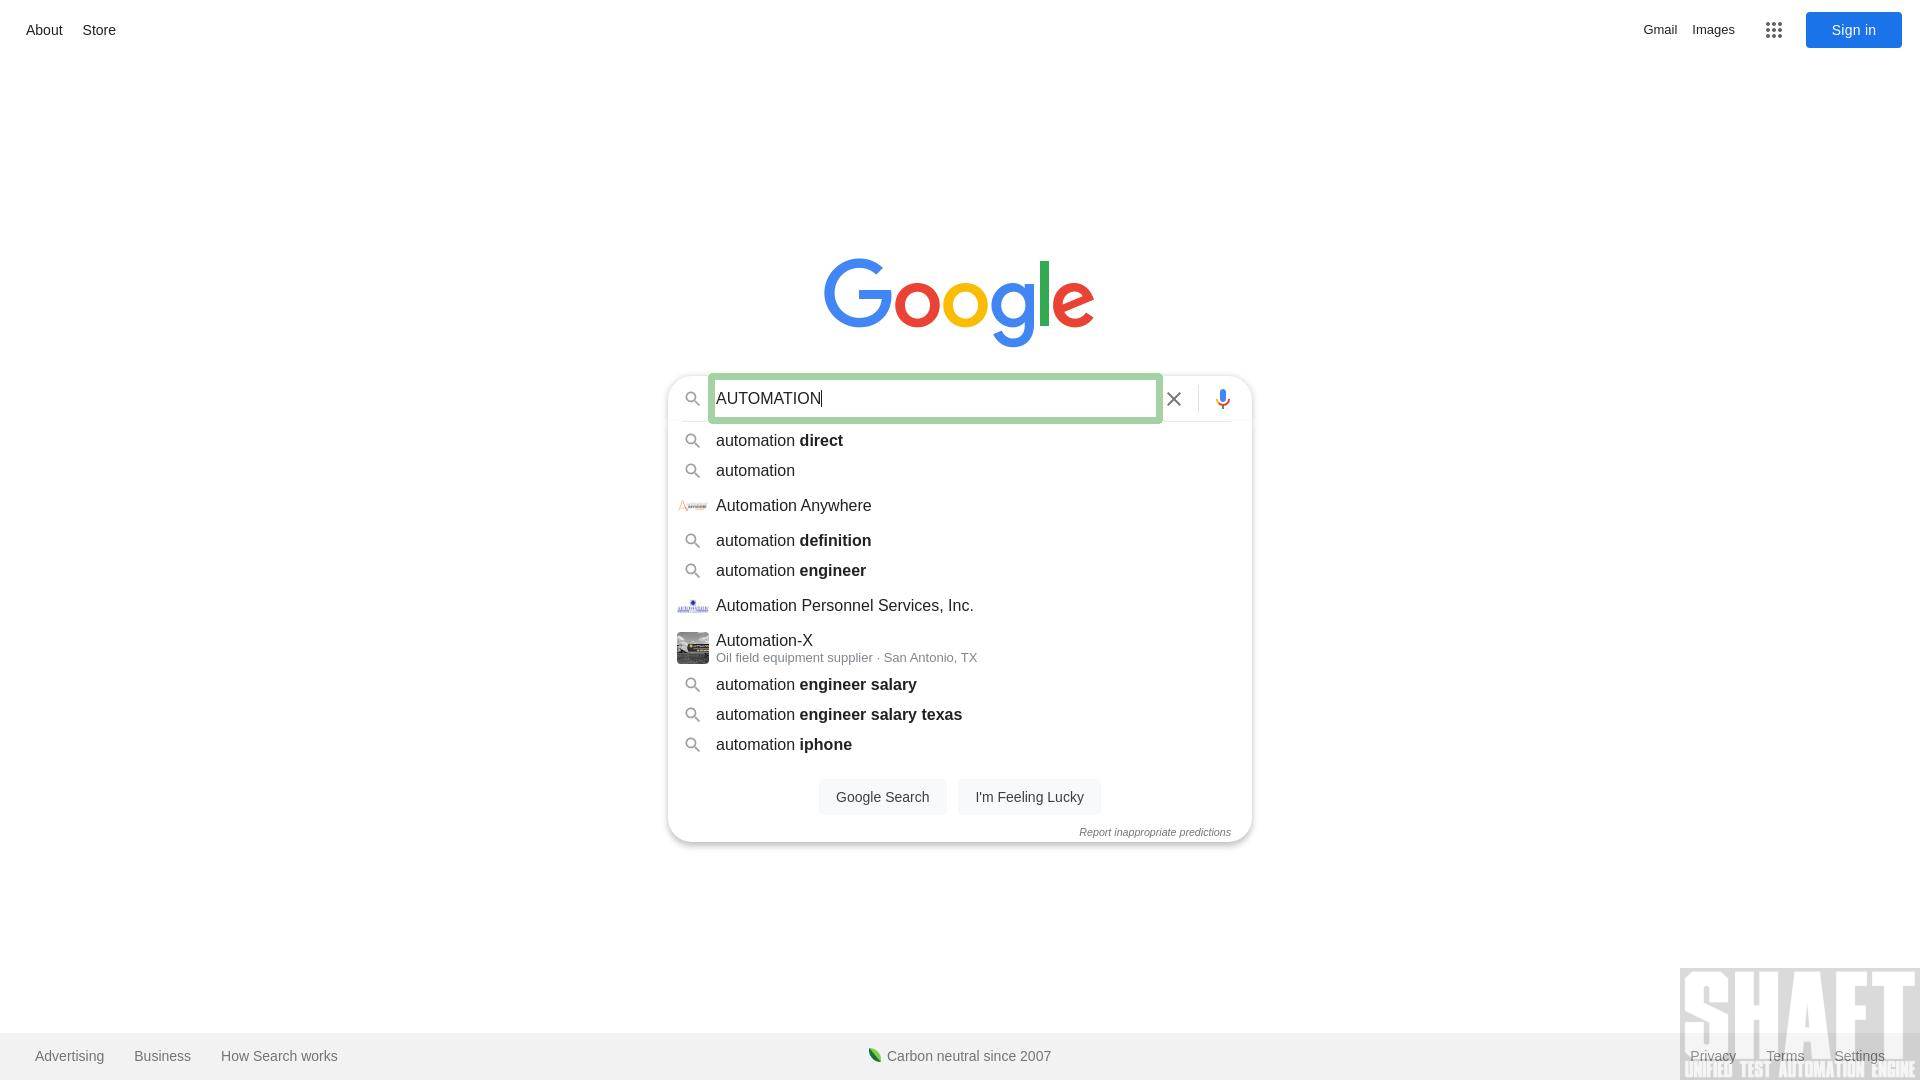 About Store
Gmail Images Sign in
Google
AUTOMATION
automation direct
automation
Automation Anywhere
automation definition
automation engineer
Automation Personnel Services, Inc.
Automation-X
Oil field equipment supplier · San Antonio, TX
automation engineer salary
automation engineer salary texas
automation iphone
Google Search I'm Feeling Lucky
Report inappropriate predictions
SHAFT
Advertising Business How Search works Carbon neutral since 2007 Privacy Terms Settings
UNIFIED TEST AUTOMATION ENGINE